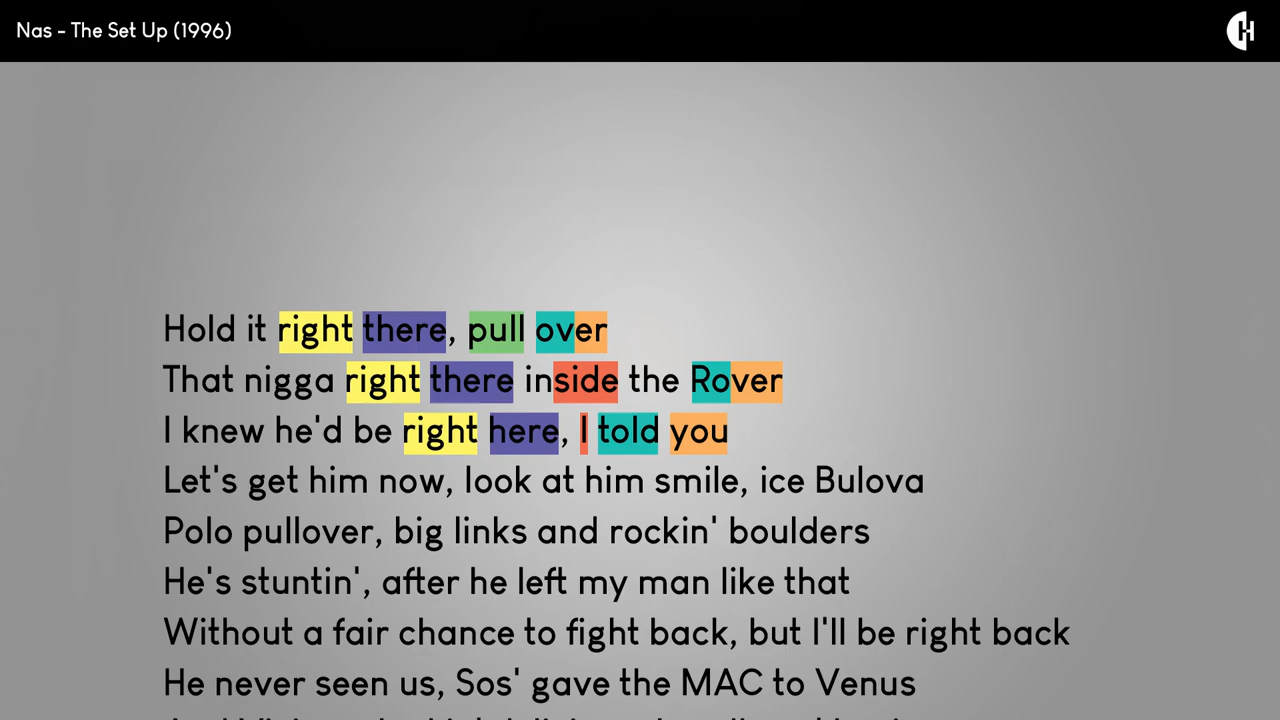 Nas - The Set Up (1996)
Hold it right there, pull over
That nigga right there inside the Rover
I knew he'd be right here, I told you
Let's get him now, look at him smile, ice Bulova
Polo pullover, big links and rockin' boulders
He's stuntin', after he left my man like that
Without a fair chance to fight back, but I'll be right back
He never seen us, Sos' gave the MAC to Venus